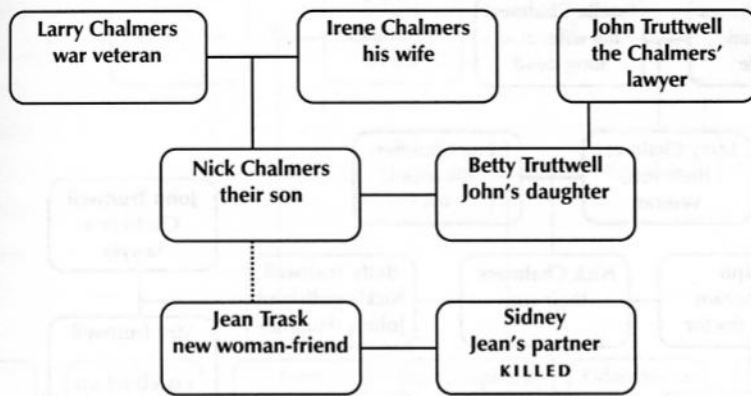 Larry Chalmers
war veteran
Irene Chalmers
his wife
John Truttwell
the Chalmers'
lawyer
Nick Chalmers
their son
Betty Truttwell
John's daughter
Jean Trask
new woman-friend
Sidney
Jean's partner
KILLED